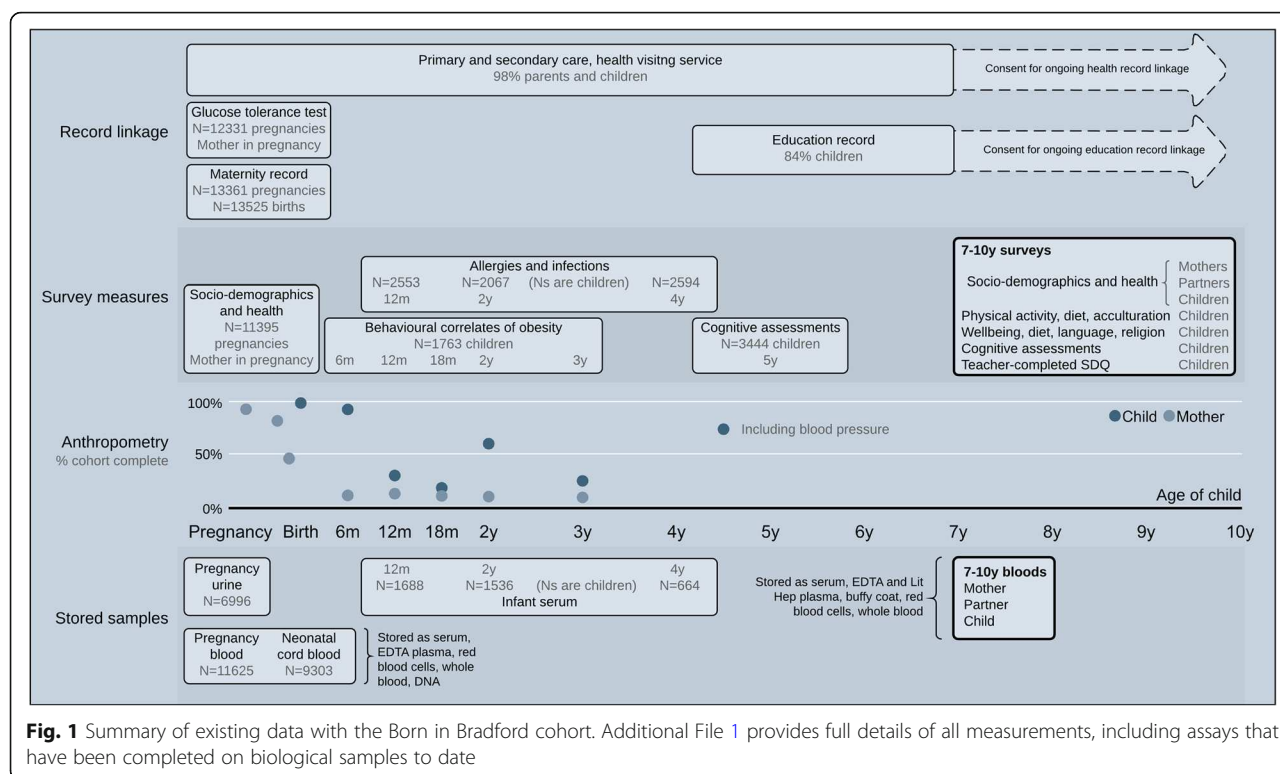 Primary and secondary care, health visitng service
98% parents and children
Consent for ongoing health record linkage
Record linkage
Glucose tolerance test
N=12331 pregnancies
Mother in pregnancy
Maternity record
N=13361 pregnancies
N=13525 births
Education record
84% children
Consent for ongoing education record linkage
Survey measures
Socio-demographics
and health
N=11395
pregnancies
Mother in pregnancy
Allergies and infections
N=2553 N=2067 (Ns are children) N=2594
12m 2y 4y
Behavioural correlates of obesity
N=1763 children
6m 12m 18m 2y 3y
Cognitive assessments
N=3444 children
5y
7-10y surveys
Socio-demographics and health
Mothers
Partners
Children
Physical activity, diet, acculturation Children
Wellbeing, diet, language, religion Children
Cognitive assessments Children
Teacher-completed SDQ Children
Anthropometry
% cohort complete
100%
50%
0%
Including blood pressure
Child Mother
Age of child
Pregnancy Birth 6m 12m 18m 2y 3y 4y 5y 6y 7y 8y 9y 10y
Stored samples
Pregnancy
urine
N=6996
12m 2y 4y
N=1688 N=1536 (Ns are children) N=664
Infant serum
Stored as serum, EDTA and Lit
Hep plasma, buffy coat, red
blood cells, whole blood
7-10y bloods
Mother
Partner
Child
Pregnancy
blood
N=11625
Neonatal
cord blood
N=9303
Stored as serum,
EDTA plasma, red
blood cells, whole
blood, DNA
Fig. 1 Summary of existing data with the Born in Bradford cohort. Additional File 1 provides full details of all measurements, including assays that
have been completed on biological samples to date